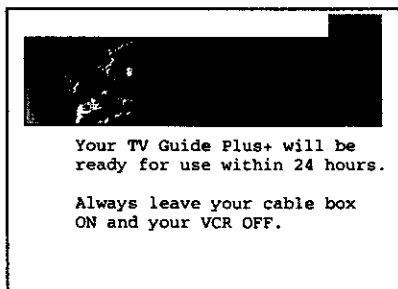 Your TV Guide Plus+ will be
ready for use within 24 hours.
Always leave your cable box
ON and your VCR OFF.